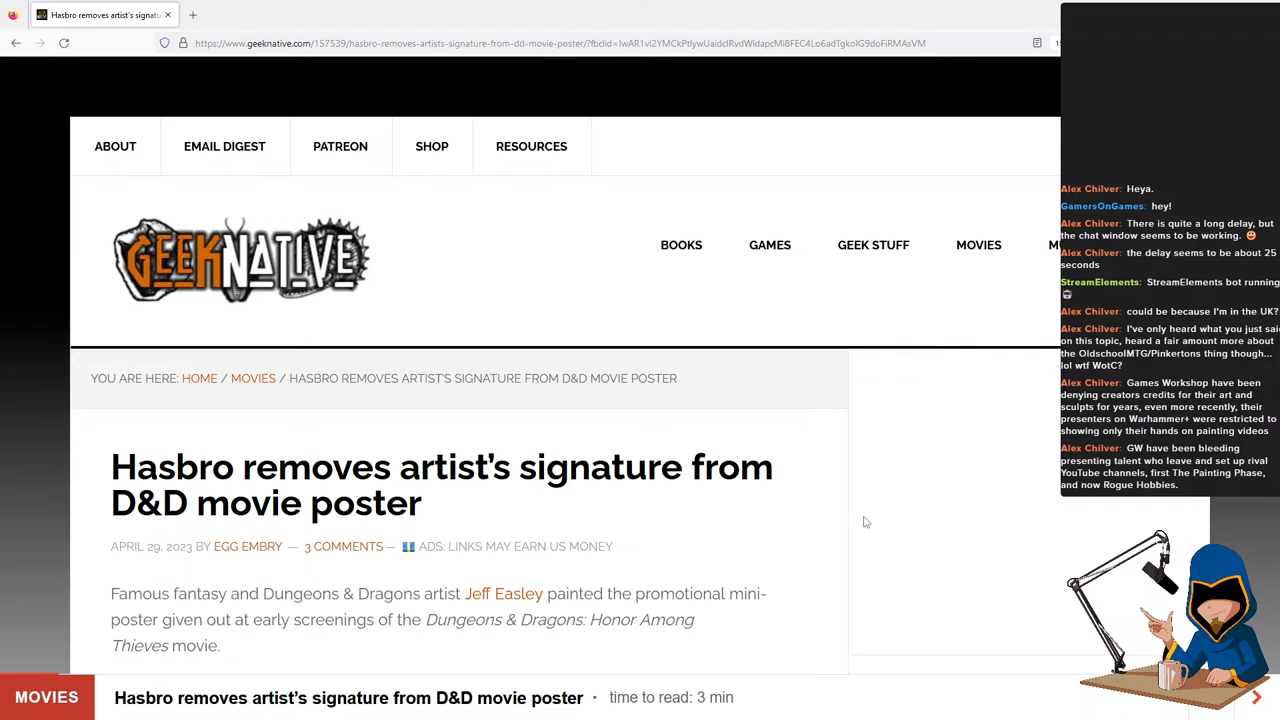 Hasbro removes artist's signatu
https://www.geeknative.com/157539/hasbro-removes-artists-signature-from-dd-movie-poster/?fbclid=
ABOUT
EMAIL DIGEST
PATREON
SHOP
RESOURCES
GEEKNATIVE
BOOKS
GAMES
GEEK STUFF
MOVIES
YOU ARE HERE: HOME / MOVIES / HASBRO REMOVES ARTIST'S SIGNATURE FROM D&D MOVIE POSTER
Hasbro removes artist's signature from
D&D movie poster
APRIL 29, 2023 BY EGG EMBRY — 3 COMMENTS — ADS: LINKS MAY EARN US MONEY
Famous fantasy and Dungeons & Dragons artist Jeff Easley painted the promotional mini-
poster given out at early screenings of the Dungeons & Dragons: Honor Among
Thieves movie.
MOVIES
Hasbro removes artist's signature from D&D movie poster • time to read: 3 min
Alex Chilver: Heya.
GamersOnGames: hey!
Alex Chilver: There is quite a long delay, but
the chat window seems to be working.
Alex Chilver: the delay seems to be about 25
seconds
StreamElements: StreamElements bot running
Alex Chilver: could be because I'm in the UK?
Alex Chilver: I've only heard what you just sai
on this topic, heard a fair amount more about
the OldschoolMTG/Pinkertons thing though...
lol wtf WotC?
Alex Chilver: Games Workshop have been
denying creators credits for their art and
sculpts for years, even more recently, their
presenters on Warhammer+ were restricted to
showing only their hands on painting videos
Alex Chilver: GW have been bleeding
presenting talent who leave and set up rival
YouTube channels, first The Painting Phase,
and now Rogue Hobbies.